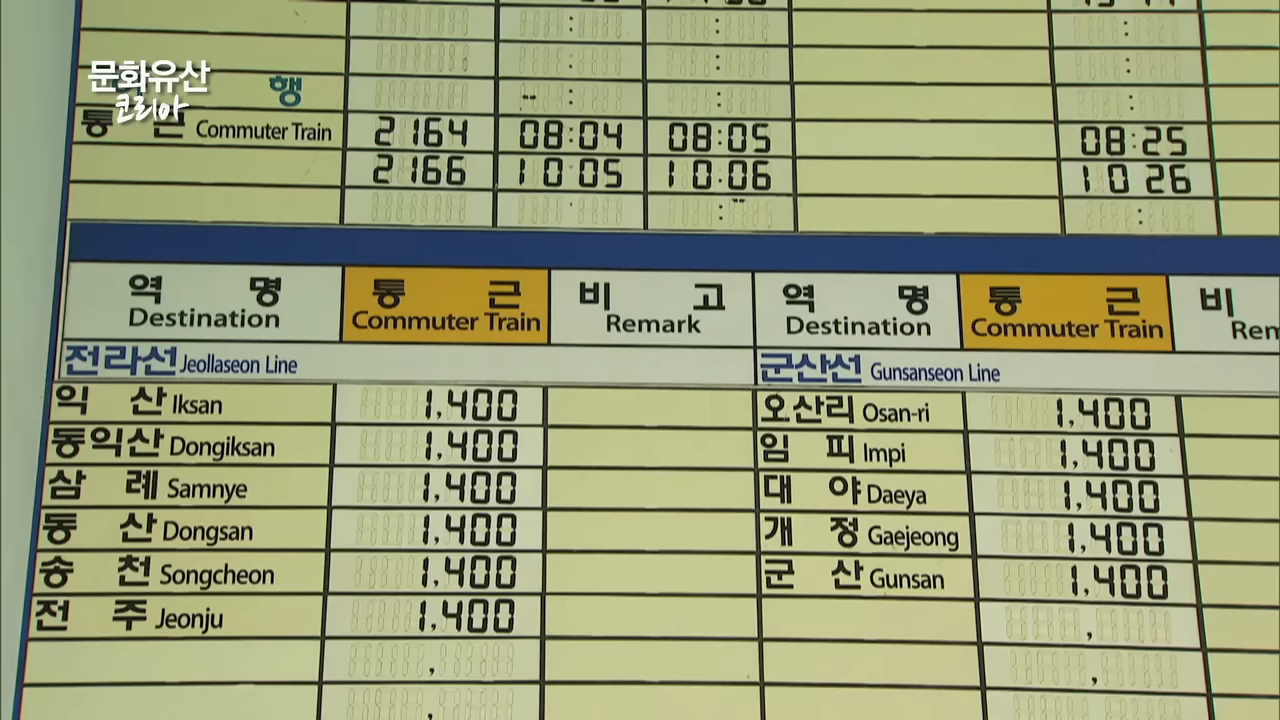 문화유산
코리아
행
통 근 Commuter Train 2164 08:04 08:05 08:25
2166 10:05 10:06 10 26
역 명 통 근 비 고 역 명 통 근 비
Destination Commuter Train Remark Destination Commuter Train Rem
전라선 Jeollaseon Line 군산선 Gunsanseon Line
익 산 Iksan 1,400 오산리 Osan-ri 1,400
동익산 Dongiksan 1,400 임 피 Impi 1,400
삼 례 Samnye 1,400 대 야 Daeya 1,400
동 산 Dongsan 1,400 개 정 Gaejeong 1,400
송 천 Songcheon 1,400 군 산 Gunsan 1,400
전 주 Jeonju 1,400